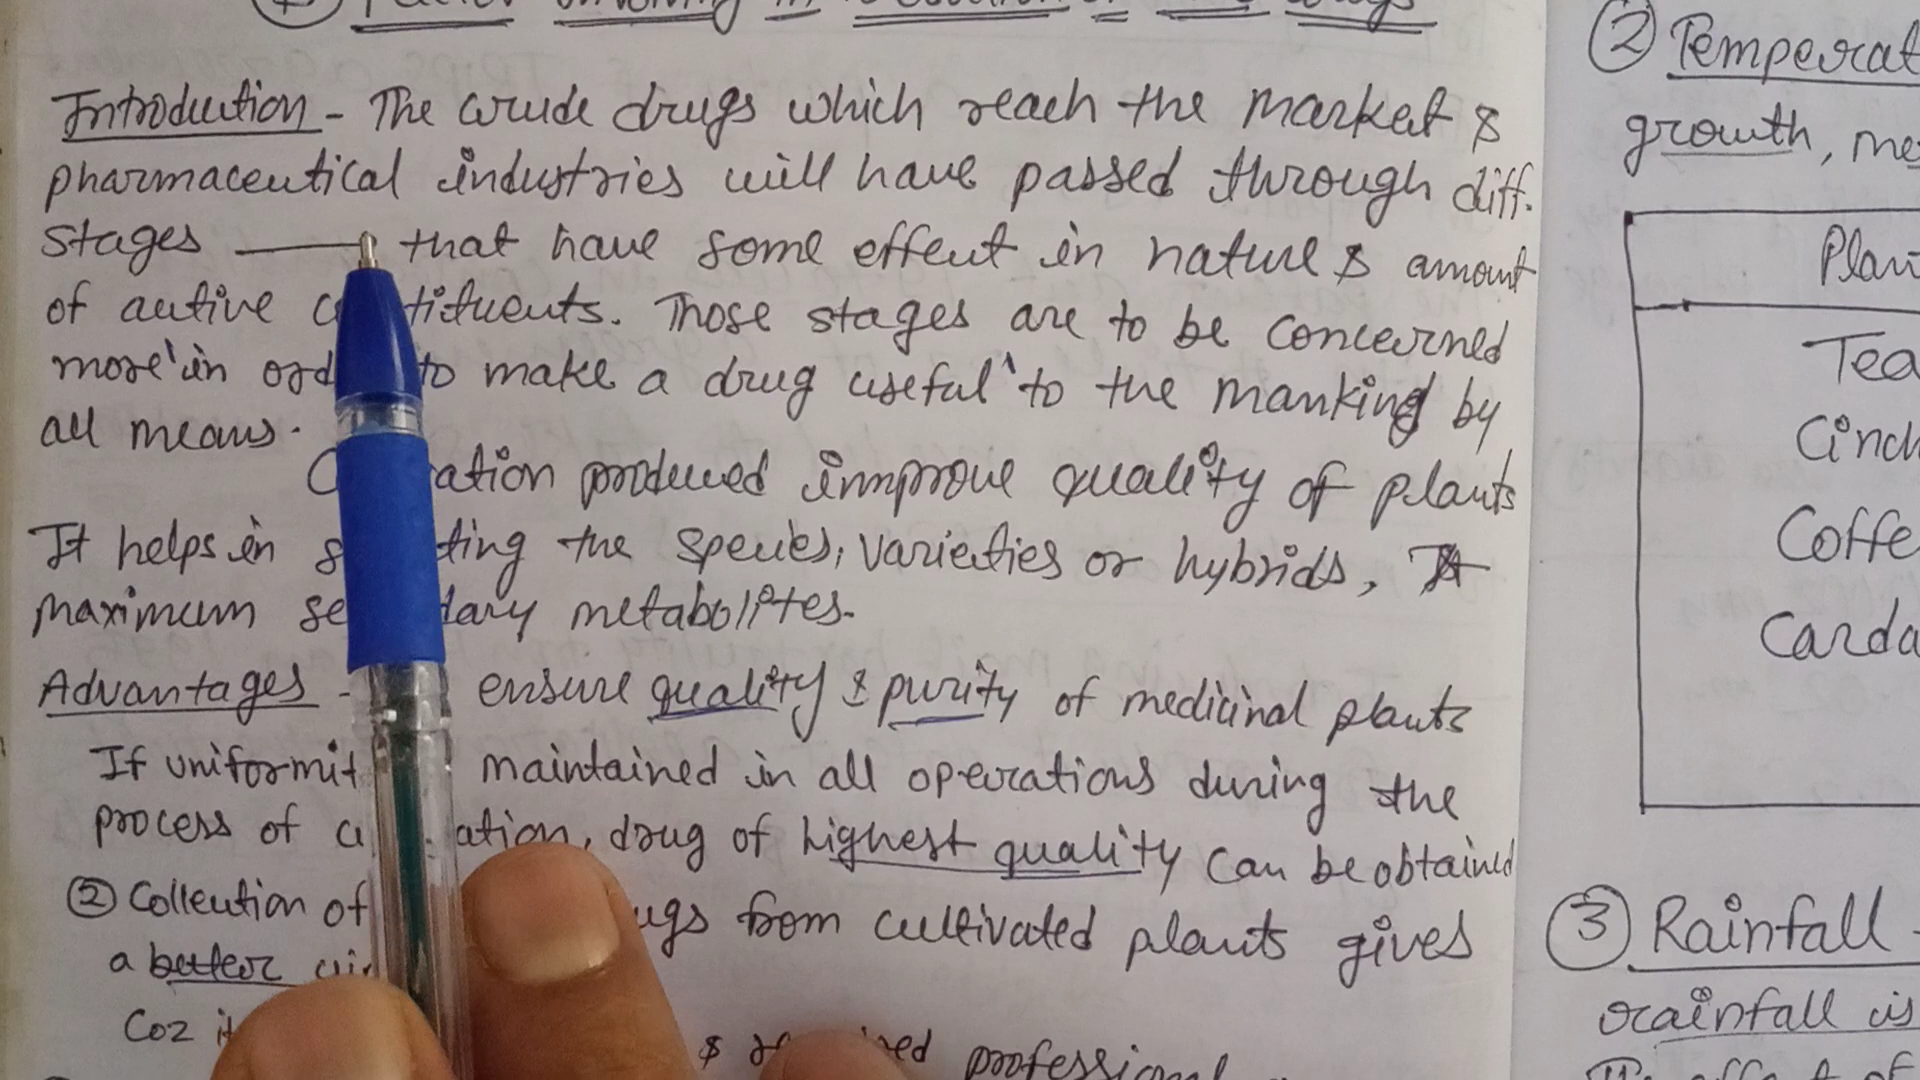 Introduction - The crude drugs which reach the market &
pharmaceutical industries will have passed through diff.
stages that have some effect in nature & amount
of active tituents. Those stages are to be concerned
more in to make a drug useful to the manking by
all means.
ation produced improve quality of plants
It helps in ting the species, varieties or hybrids,
maximum se dary metabolites.
Advantages - ensure quality & purity of medicinal plants
If uniformit maintained in all operations during the
process of ation, drug of highest quality can be obtained
② Collection of ugs from cultivated plants gives
a better
Coz & professional
② Temperat
growth, me
Plan
Tea
Cinch
Coffe
Carda
③ Rainfall -
rainfall is